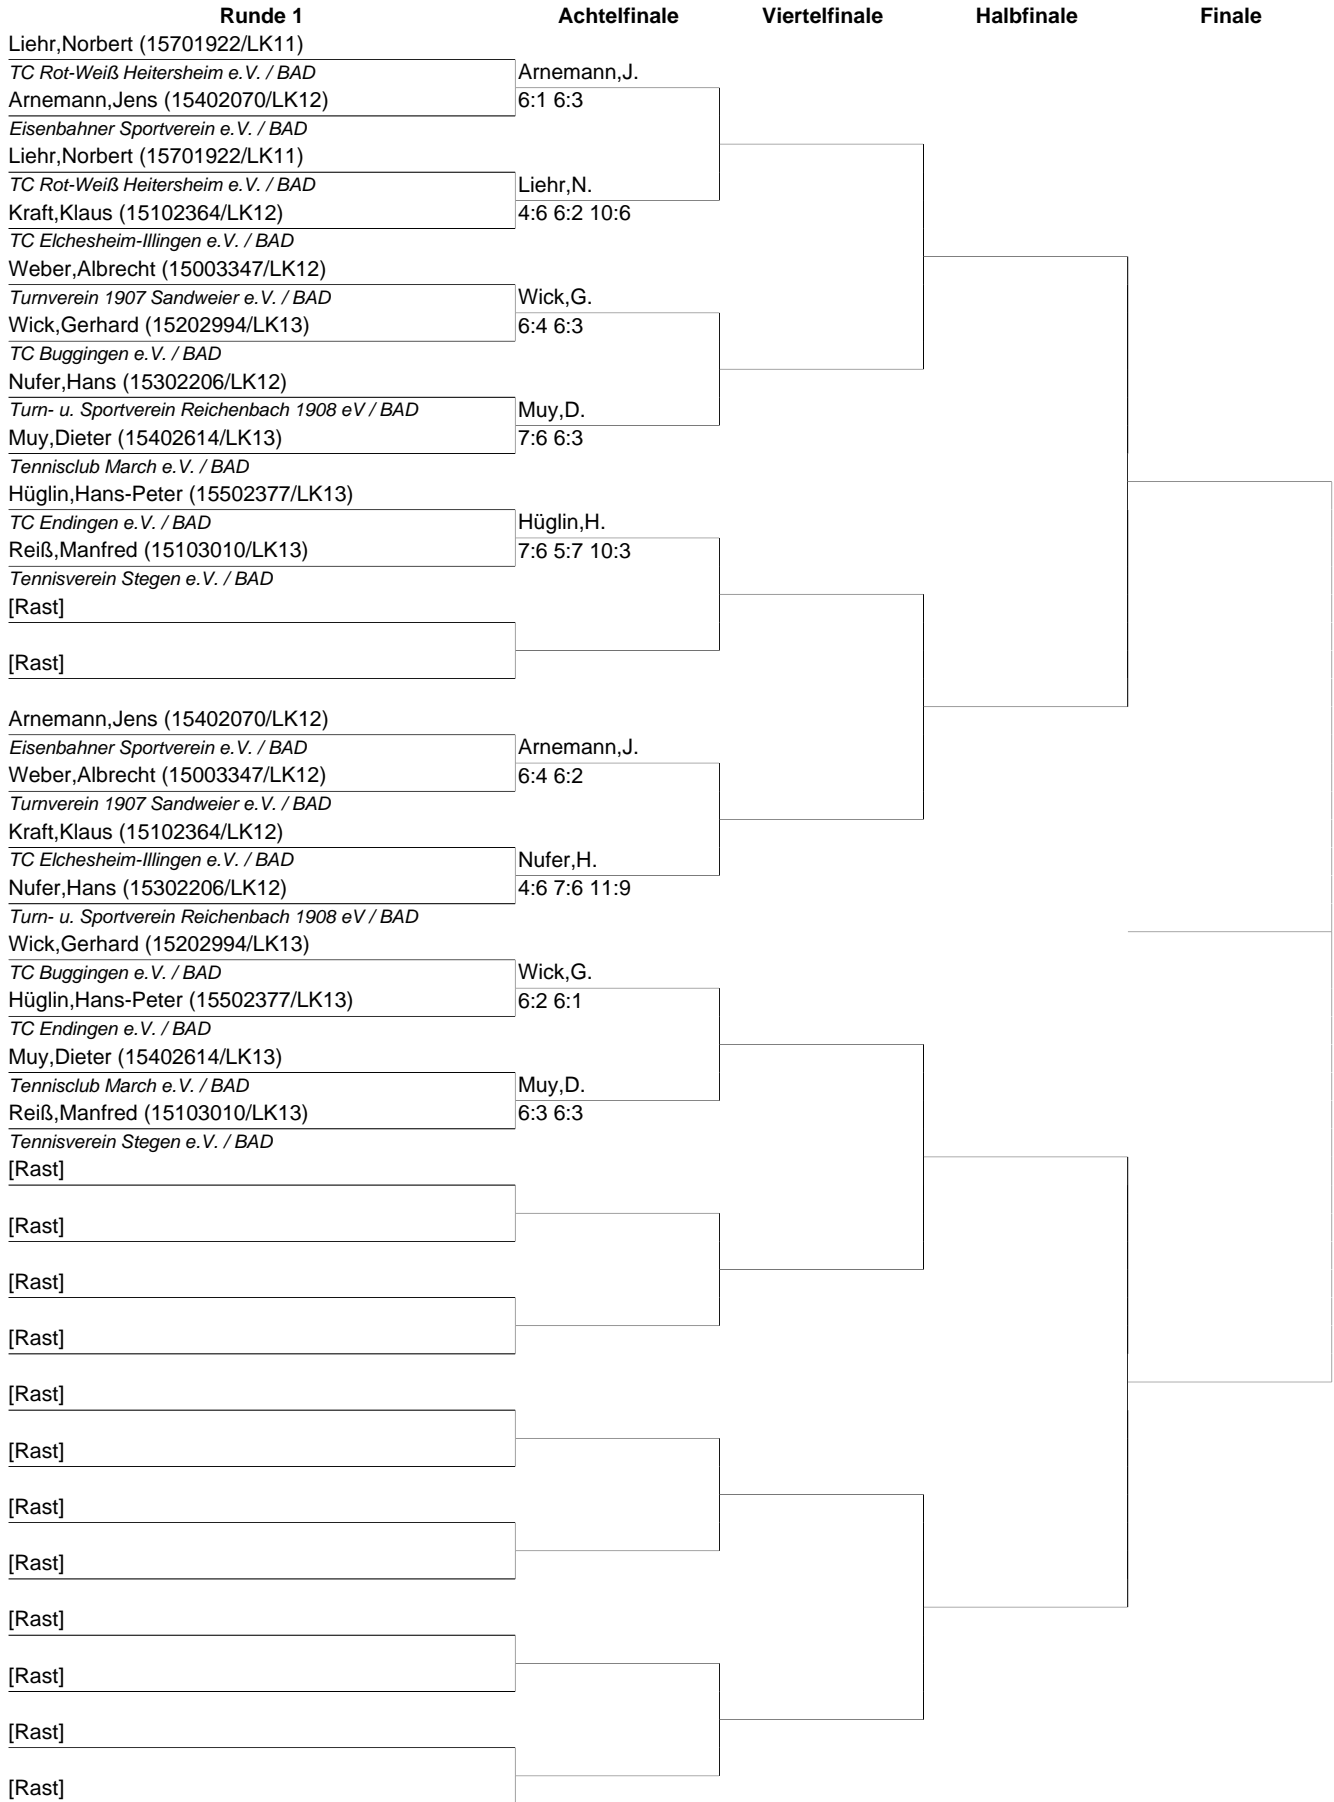 Runde 1 Achtelfinale Viertelfinale Halbfinale Finale
Liehr,Norbert (15701922/LK11)
TC Rot-Weiß Heitersheim e.V. / BAD Arnemann,J.
Arnemann,Jens (15402070/LK12) 6:1 6:3
Eisenbahner Sportverein e.V. / BAD
Liehr,Norbert (15701922/LK11)
TC Rot-Weiß Heitersheim e.V. / BAD Liehr,N.
Kraft,Klaus (15102364/LK12) 4:6 6:2 10:6
TC Elchesheim-Illingen e.V. / BAD
Weber,Albrecht (15003347/LK12)
Turnverein 1907 Sandweier e.V. / BAD Wick,G.
Wick,Gerhard (15202994/LK13) 6:4 6:3
TC Buggingen e.V. / BAD
Nufer,Hans (15302206/LK12)
Turn- u. Sportverein Reichenbach 1908 eV / BAD Muy,D.
Muy,Dieter (15402614/LK13) 7:6 6:3
Tennisclub March e.V. / BAD
Hüglin,Hans-Peter (15502377/LK13)
TC Endingen e.V. / BAD Hüglin,H.
Reiß,Manfred (15103010/LK13) 7:6 5:7 10:3
Tennisverein Stegen e.V. / BAD
[Rast]
[Rast]
Arnemann,Jens (15402070/LK12)
Eisenbahner Sportverein e.V. / BAD Arnemann,J.
Weber,Albrecht (15003347/LK12) 6:4 6:2
Turnverein 1907 Sandweier e.V. / BAD
Kraft,Klaus (15102364/LK12)
TC Elchesheim-Illingen e.V. / BAD Nufer,H.
Nufer,Hans (15302206/LK12) 4:6 7:6 11:9
Turn- u. Sportverein Reichenbach 1908 eV / BAD
Wick,Gerhard (15202994/LK13)
TC Buggingen e.V. / BAD Wick,G.
Hüglin,Hans-Peter (15502377/LK13) 6:2 6:1
TC Endingen e.V. / BAD
Muy,Dieter (15402614/LK13)
Tennisclub March e.V. / BAD Muy,D.
Reiß,Manfred (15103010/LK13) 6:3 6:3
Tennisverein Stegen e.V. / BAD
[Rast]
[Rast]
[Rast]
[Rast]
[Rast]
[Rast]
[Rast]
[Rast]
[Rast]
[Rast]
[Rast]
[Rast]